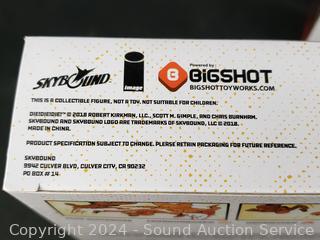 Powered by
SKYBOUND
image
BiGSHOT
BIGSHOTTOYWORKS.COM
THIS IS A COLLECTIBLE FIGURE, NOT A TOY. NOT SUITABLE FOR CHILDREN.
DIE!DIE!DIE!™ © 2018 ROBERT KIRKMAN, LLC., SCOTT M. GIMPLE, AND CHRIS BURNHAM.
SKYBOUND AND SKYBOUND LOGO ARE TRADEMARKS OF SKYBOUND, LLC © 2018.
MADE IN CHINA.
PRODUCT SPECIFICATION SUBJECT TO CHANGE. PLEASE RETAIN PACKAGING FOR FUTURE REFERENCE.
SKYBOUND
9942 CULVER BLVD, CULVER CITY, CA 90232
PO BOX # 14
Copyright 2024 - Sound Auction Service